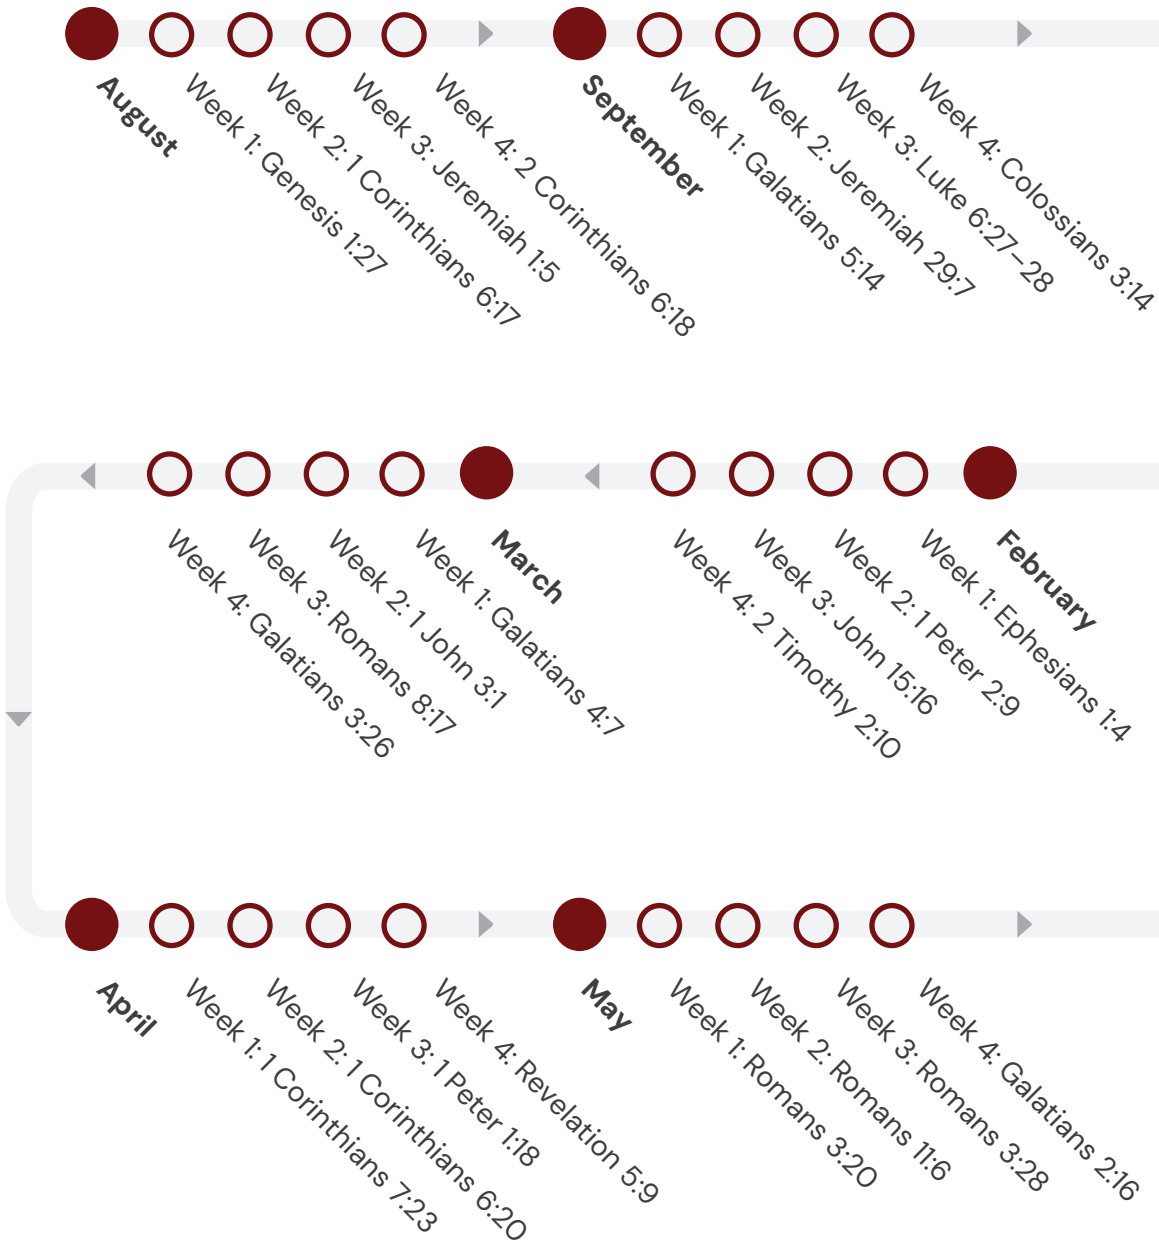 August
Week 1: Genesis 1:27
Week 2: 1 Corinthians 6:17
Week 3: Jeremiah 1:5
Week 4: 2 Corinthians 6:18
September
Week 1: Galatians 5:14
Week 2: Jeremiah 29:7
Week 3: Luke 6:27–28
Week 4: Colossians 3:14
Week 4: Galatians 3:26
Week 3: Romans 8:17
Week 2: 1 John 3:1
Week 1: Galatians 4:7
March
Week 4: 2 Timothy 2:10
Week 3: John 15:16
Week 2: 1 Peter 2:9
Week 1: Ephesians 1:4
February
April
Week 1: 1 Corinthians 7:23
Week 2: 1 Corinthians 6:20
Week 3: 1 Peter 1:18
Week 4: Revelation 5:9
May
Week 1: Romans 3:20
Week 2: Romans 11:6
Week 3: Romans 3:28
Week 4: Galatians 2:16